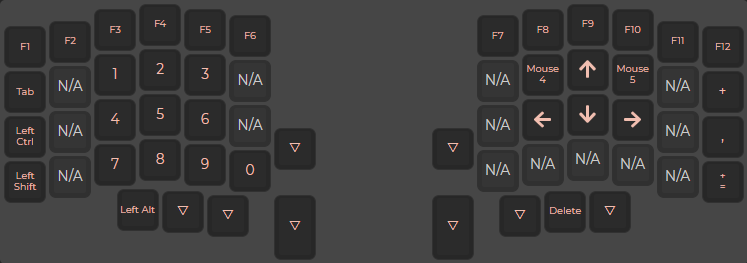 F1 F2 F3 F4 F5 F6 F7 F8 F9 F10 F11 F12
Tab N/A 1 2 3 N/A N/A Mouse 4 ↑ Mouse 5 N/A +
Left Ctrl N/A 4 5 6 N/A N/A ← ↓ → N/A ,
Left Shift N/A 7 8 9 0 ▽ ▽ N/A N/A N/A N/A N/A + =
Left Alt ▽ ▽ ▽ ▽ ▽ Delete ▽